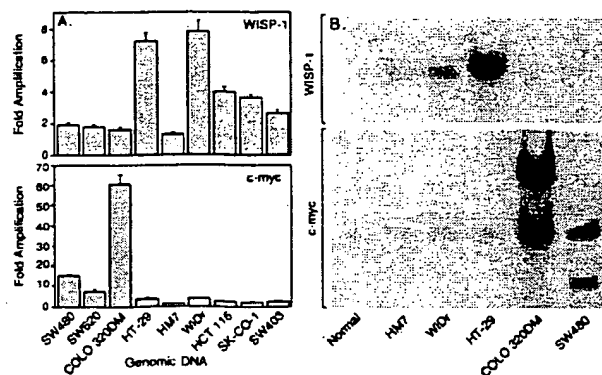 A.
WISP-1
Fold Amplification
8
6
4
2
0
c-myc
Fold Amplification
70
60
50
40
30
20
10
0
SW480
SW620
COLO 320DM
HT-29
HM7
WiDr
HCT 116
SK-CO-1
SW403
Genomic DNA
B.
WISP-1
c-myc
Normal
HM7
WiDr
HT-29
COLO 320DM
SW480